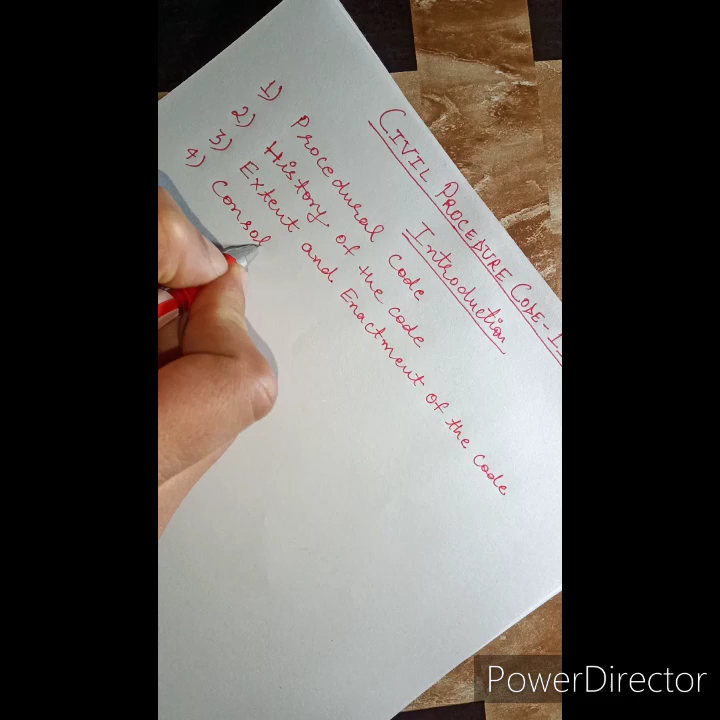 CIVIL PROCEDURE CODE - 1
Introduction
1) Procedural code
2) History of the code
3) Extent and Enactment of the code
4) Consol
PowerDirector